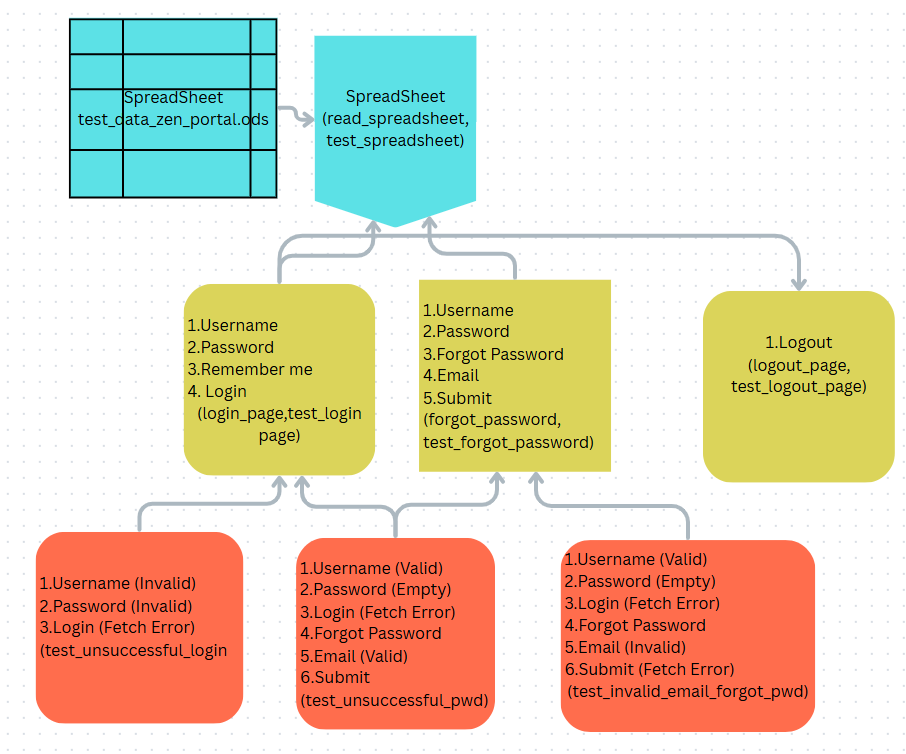 SpreadSheet
test_data_zen_portal.ods
SpreadSheet
(read_spreadsheet,
test_spreadsheet)
1.Username
2.Password
3.Remember me
4. Login
(login_page,test_login
page)
1.Username
2.Password
3.Forgot Password
4.Email
5.Submit
(forgot_password,
test_forgot_password)
1.Logout
(logout_page,
test_logout_page)
1.Username (Invalid)
2.Password (Invalid)
3.Login (Fetch Error)
(test_unsuccessful_login
1.Username (Valid)
2.Password (Empty)
3.Login (Fetch Error)
4.Forgot Password
5.Email (Valid)
6.Submit
(test_unsuccessful_pwd)
1.Username (Valid)
2.Password (Empty)
3.Login (Fetch Error)
4.Forgot Password
5.Email (Invalid)
6.Submit (Fetch Error)
(test_invalid_email_forgot_pwd)